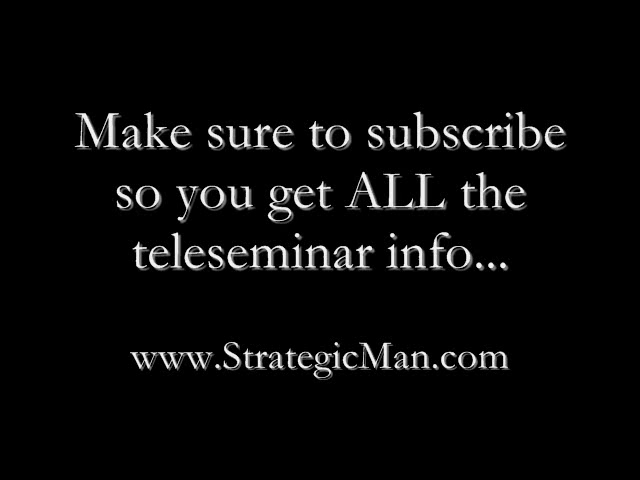 Make sure to subscribe
so you get ALL the
teleseminar info...
www.StrategicMan.com